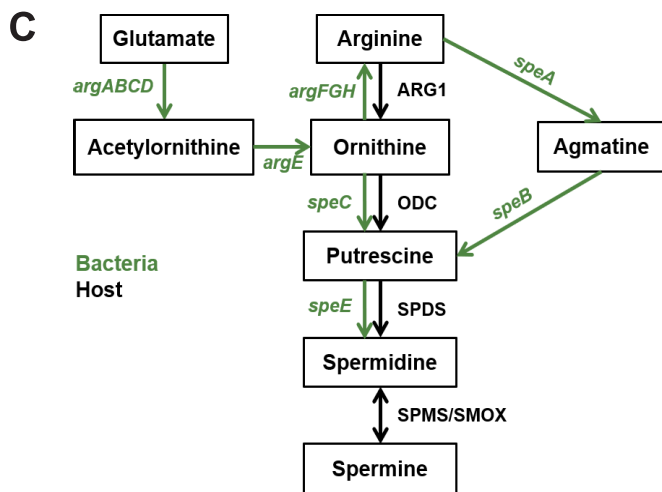 C
Glutamate
Arginine
speA
argABCD
argFGH
ARG1
Acetylornithine
argE
Ornithine
Agmatine
speC
ODC
speB
Putrescine
Bacteria
Host
speE
SPDS
Spermidine
SPMS/SMOX
Spermine